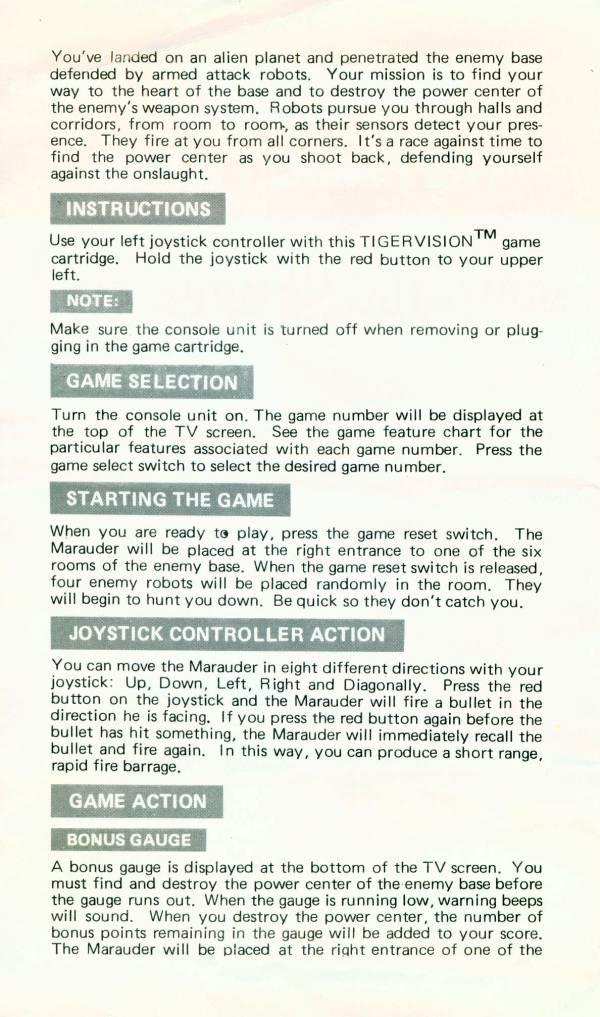 You've landed on an alien planet and penetrated the enemy base
defended by armed attack robots. Your mission is to find your
way to the heart of the base and to destroy the power center of
the enemy's weapon system. Robots pursue you through halls and
corridors, from room to room, as their sensors detect your pres-
ence. They fire at you from all corners. It's a race against time to
find the power center as you shoot back, defending yourself
against the onslaught.
INSTRUCTIONS
Use your left joystick controller with this TIGERVISION™ game
cartridge. Hold the joystick with the red button to your upper
left.
NOTE:
Make sure the console unit is turned off when removing or plug-
ging in the game cartridge.
GAME SELECTION
Turn the console unit on. The game number will be displayed at
the top of the TV screen. See the game feature chart for the
particular features associated with each game number. Press the
game select switch to select the desired game number.
STARTING THE GAME
When you are ready to play, press the game reset switch. The
Marauder will be placed at the right entrance to one of the six
rooms of the enemy base. When the game reset switch is released,
four enemy robots will be placed randomly in the room. They
will begin to hunt you down. Be quick so they don't catch you.
JOYSTICK CONTROLLER ACTION
You can move the Marauder in eight different directions with your
joystick: Up, Down, Left, Right and Diagonally. Press the red
button on the joystick and the Marauder will fire a bullet in the
direction he is facing. If you press the red button again before the
bullet has hit something, the Marauder will immediately recall the
bullet and fire again. In this way, you can produce a short range,
rapid fire barrage.
GAME ACTION
BONUS GAUGE
A bonus gauge is displayed at the bottom of the TV screen. You
must find and destroy the power center of the enemy base before
the gauge runs out. When the gauge is running low, warning beeps
will sound. When you destroy the power center, the number of
bonus points remaining in the gauge will be added to your score.
The Marauder will be placed at the right entrance of one of the